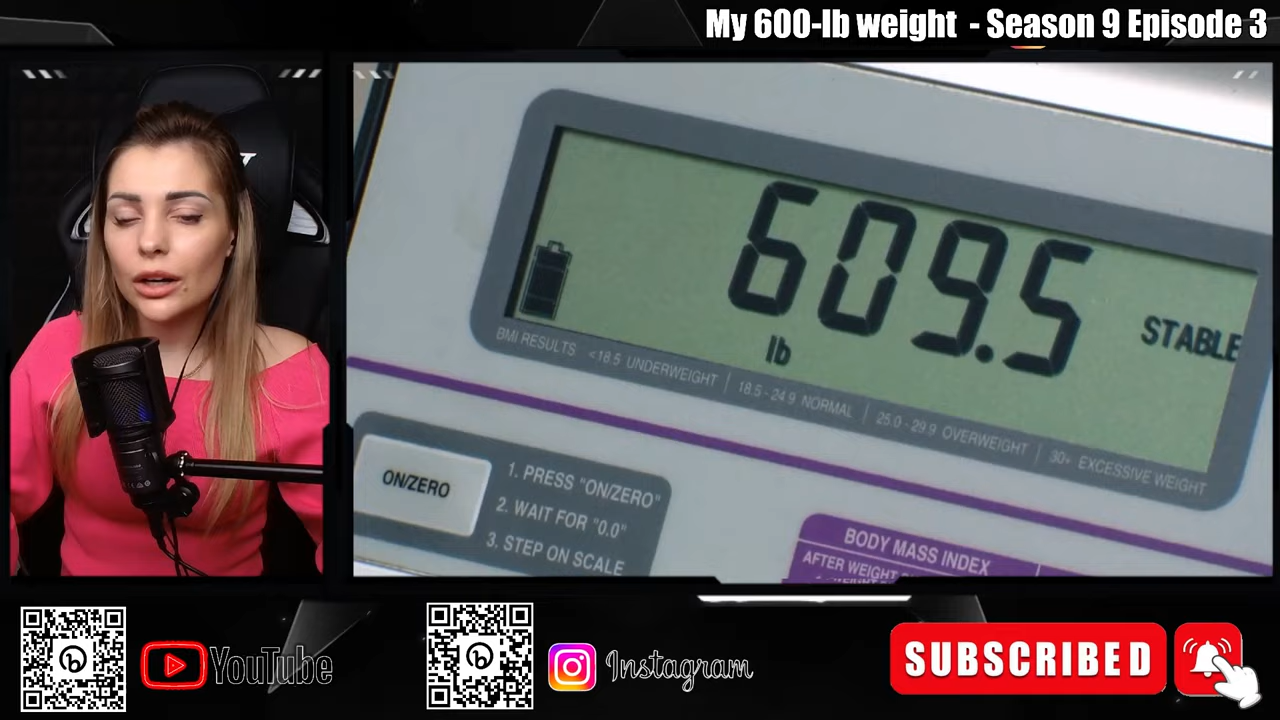 My 600-lb weight - Season 9 Episode 3
609.5
lb
STABLE
BMI RESULTS <18.5 UNDERWEIGHT | 18.5 - 24.9 NORMAL | 25.0 - 29.9 OVERWEIGHT | 30+ EXCESSIVE WEIGHT
ON/ZERO
1. PRESS "ON/ZERO"
2. WAIT FOR "0.0"
3. STEP ON SCALE
BODY MASS INDEX
AFTER WEIGHT
YouTube
Instagram
SUBSCRIBED